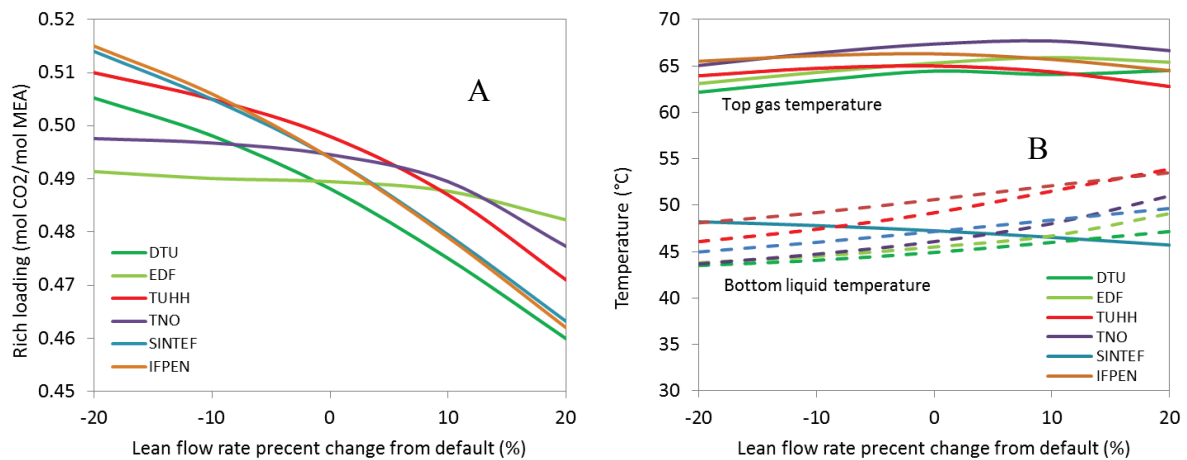 0.52
0.51
0.50
0.49
0.48
0.47
0.46
0.45
Rich loading (mol CO2/mol MEA)
A
DTU
EDF
TUHH
TNO
SINTEF
IFPEN
-20 -10 0 10 20
Lean flow rate precent change from default (%)
75
70
65
60
55
50
45
40
35
30
Temperature (°C)
Top gas temperature
B
Bottom liquid temperature
DTU
EDF
TUHH
TNO
SINTEF
IFPEN
-20 -10 0 10 20
Lean flow rate precent change from default (%)